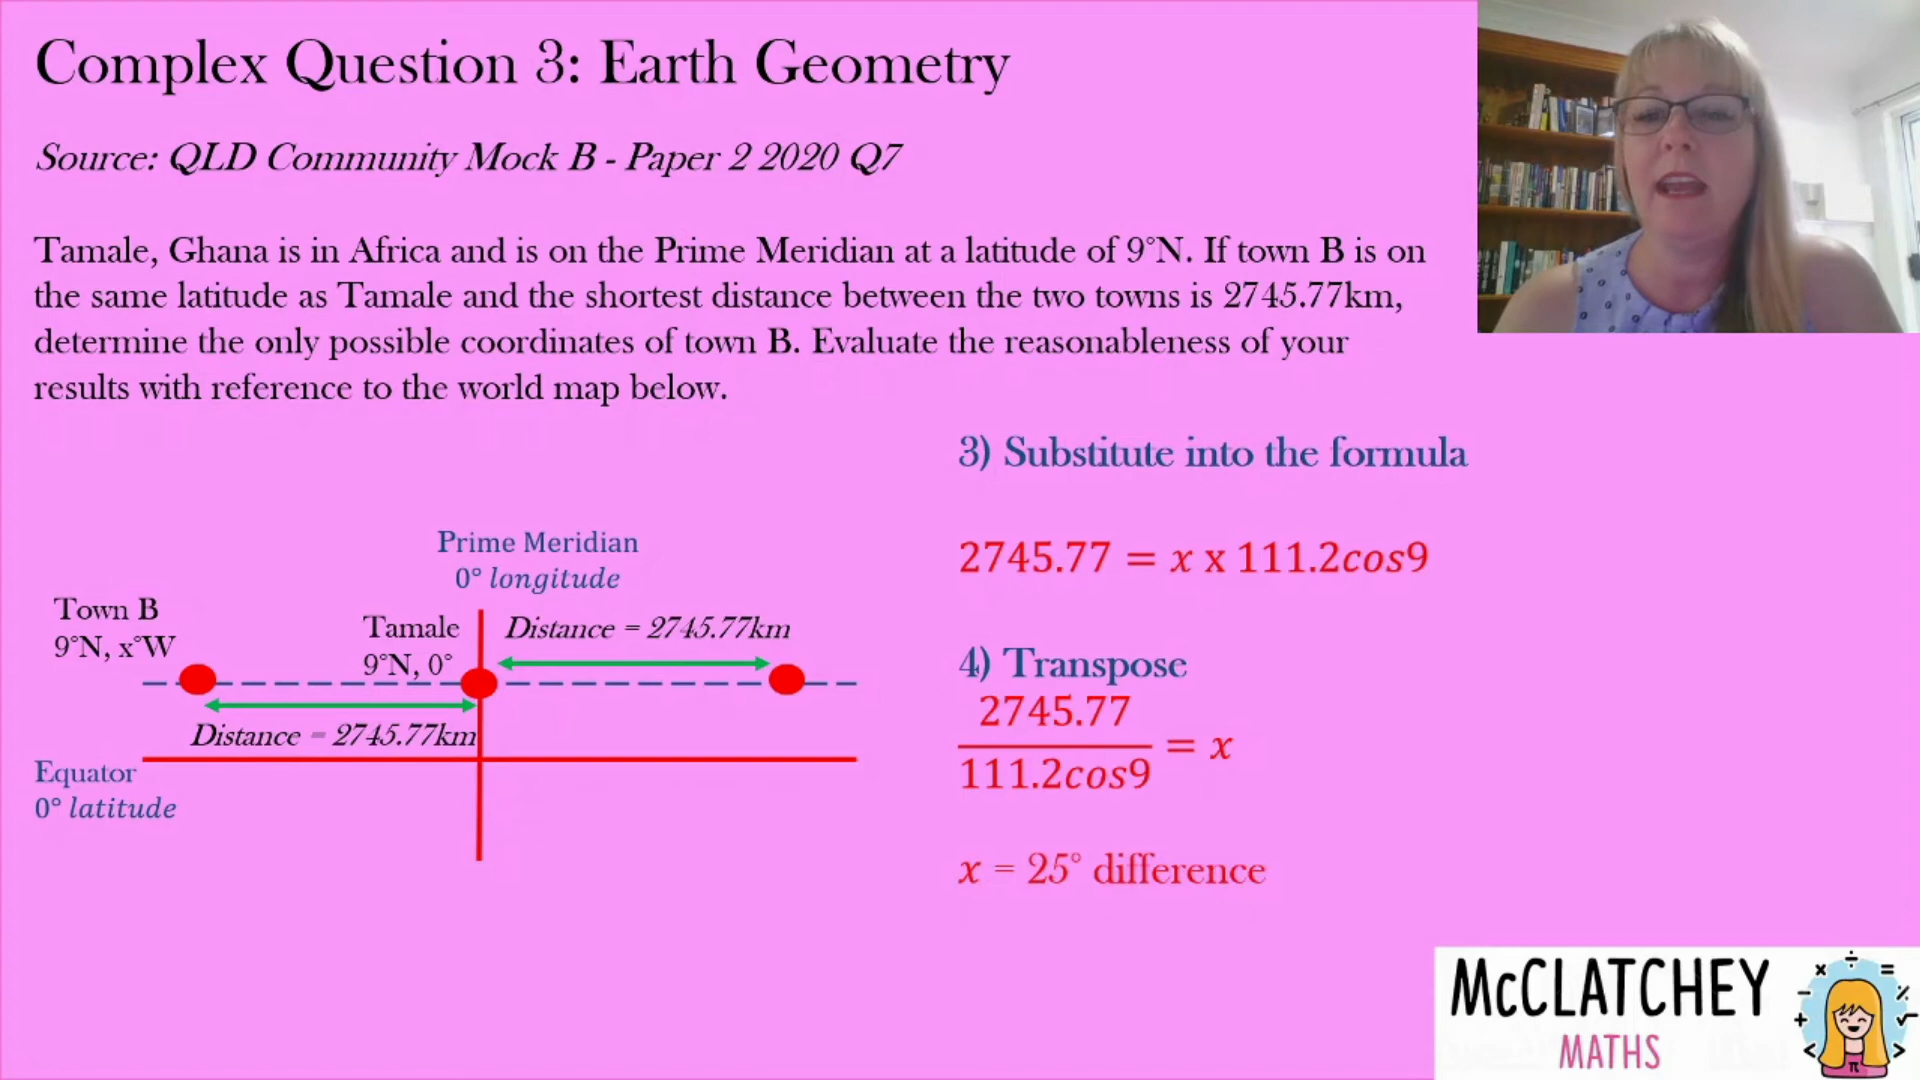 Complex Question 3: Earth Geometry
Source: QLD Community Mock B - Paper 2 2020 Q7
Tamale, Ghana is in Africa and is on the Prime Meridian at a latitude of 9°N. If town B is on
the same latitude as Tamale and the shortest distance between the two towns is 2745.77km,
determine the only possible coordinates of town B. Evaluate the reasonableness of your
results with reference to the world map below.
3) Substitute into the formula
2745.77 = x x 111.2cos9
4) Transpose
2745.77
111.2cos9
= x
x = 25° difference
Prime Meridian
0° longitude
Town B
9°N, x°W
Tamale
9°N, 0°
Distance = 2745.77km
Distance = 2745.77km
Equator
0° latitude
McCLATCHEY
MATHS